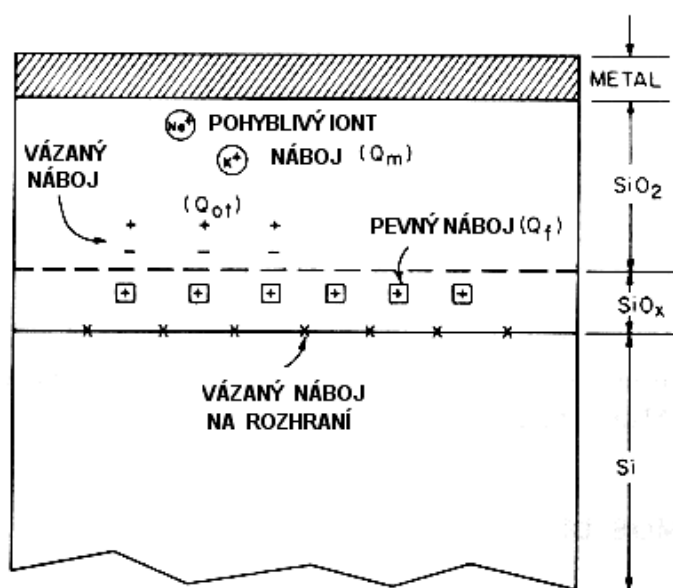 METAL
Na+ POHYBLIVÝ IONT
K+ NÁBOJ (Qm)
VÁZANÝ
NÁBOJ
SiO2
(Qot)
+ + +
− − −
PEVNÝ NÁBOJ (Qf)
+ + + + + +
SiOx
x x x x x x x
VÁZANÝ NÁBOJ
NA ROZHRANÍ
Si